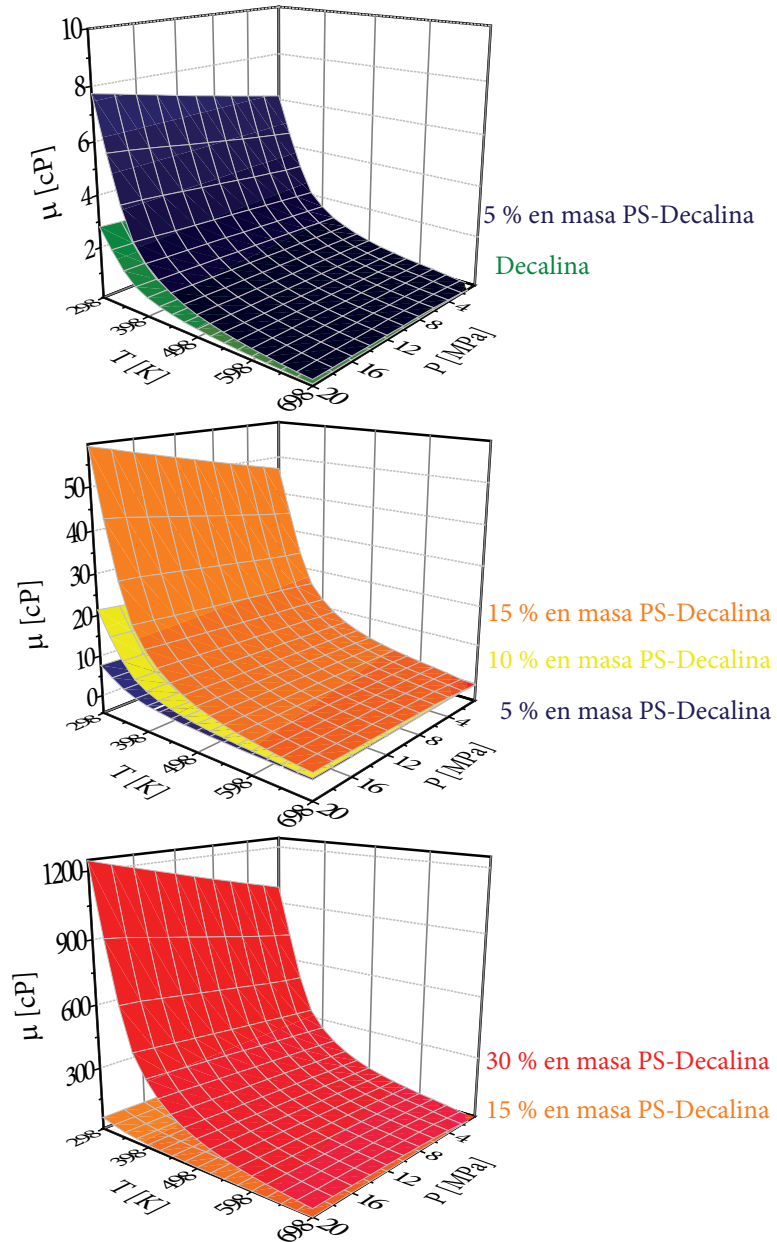 10
8
6
4
2
μ [cP]
298
398
498
598
698
T [K]
20
16
12
8
4
P [MPa]
5 % en masa PS-Decalina
Decalina
50
40
30
20
10
0
μ [cP]
298
398
498
598
698
T [K]
20
16
12
8
4
P [MPa]
15 % en masa PS-Decalina
10 % en masa PS-Decalina
5 % en masa PS-Decalina
1200
900
600
300
μ [cP]
298
398
498
598
698
T [K]
20
16
12
8
4
P [MPa]
30 % en masa PS-Decalina
15 % en masa PS-Decalina